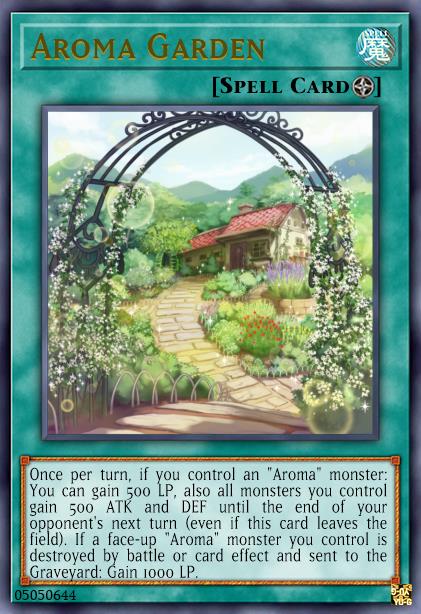 Aroma Garden
SPELL
魔
[Spell Card]
Once per turn, if you control an "Aroma" monster:
You can gain 500 LP, also all monsters you control
gain 500 ATK and DEF until the end of your
opponent's next turn (even if this card leaves the
field). If a face-up "Aroma" monster you control is
destroyed by battle or card effect and sent to the
Graveyard: Gain 1000 LP.
05050644